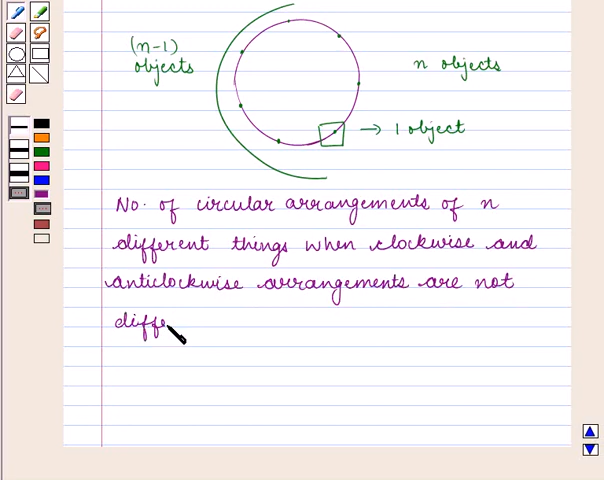 (n-1)
objects
n objects
→ 1 object
No. of circular arrangements of n
different things when clockwise and
anticlockwise arrangements are not
diffe